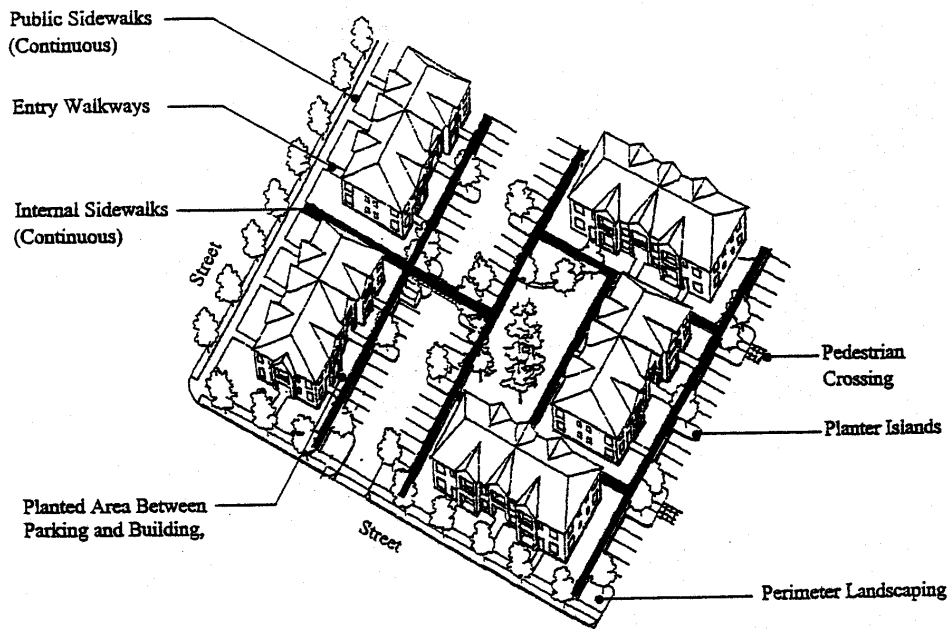 Public Sidewalks
(Continuous)
Entry Walkways
Internal Sidewalks
(Continuous)
Street
Pedestrian
Crossing
Planter Islands
Planted Area Between
Parking and Building,
Street
Perimeter Landscaping